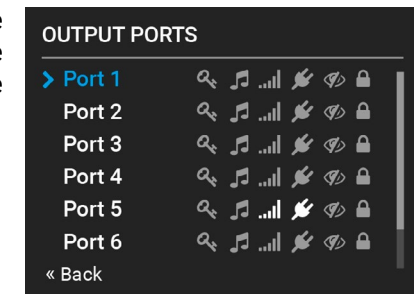 e
e
e
OUTPUT PORTS
Port 1
Port 2
Port 3
Port 4
Port 5
Port 6
« Back